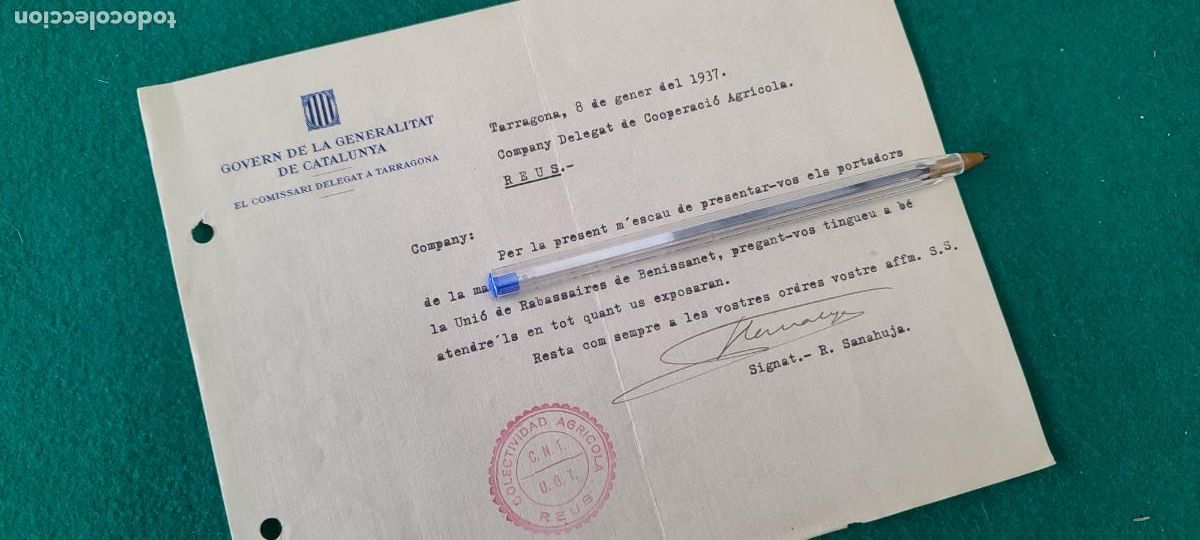 todocoleccion
GOVERN DE LA GENERALITAT
DE CATALUNYA
EL COMISSARI DELEGAT A TARRAGONA
Tarragona, 8 de gener del 1937.
Company Delegat de Cooperació Agrícola.
R E U S.-
Company:
Per la present m´escau de presentar-vos els portadors
de la ma
la Unió de Rabassaires de Benissanet, pregant-vos tingueu a bé
atendre´ls en tot quant us exposaran.
Resta com sempre a les vostres ordres vostre affm. S.S.
Signat.- R. Sanahuja.
COLECTIVIDAD AGRICOLA
C.N.T.
U.G.T.
REUS